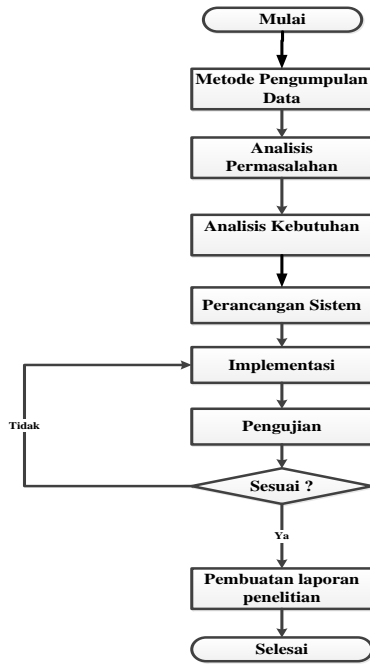 Mulai
Metode Pengumpulan
Data
Analisis
Permasalahan
Analisis Kebutuhan
Perancangan Sistem
Implementasi
Pengujian
Tidak
Sesuai ?
Ya
Pembuatan laporan
penelitian
Selesai